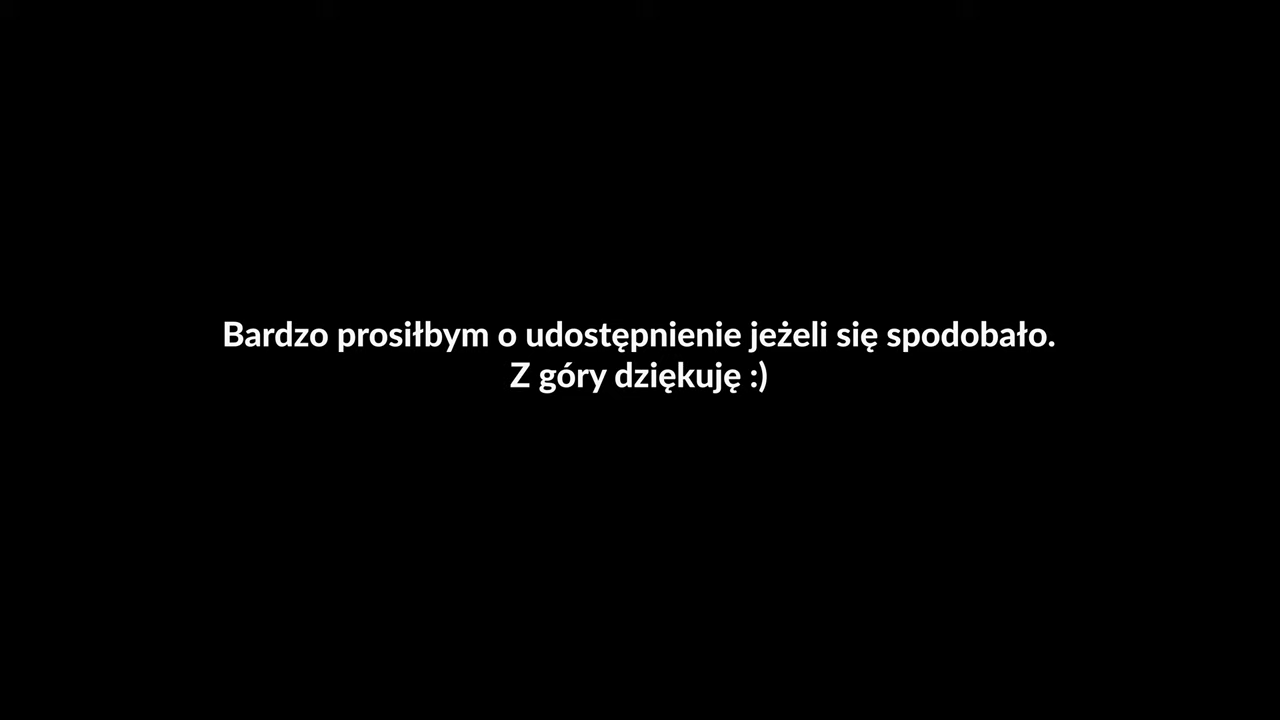 Bardzo prosiłbym o udostępnienie jeżeli się spodobało.
Z góry dziękuję :)